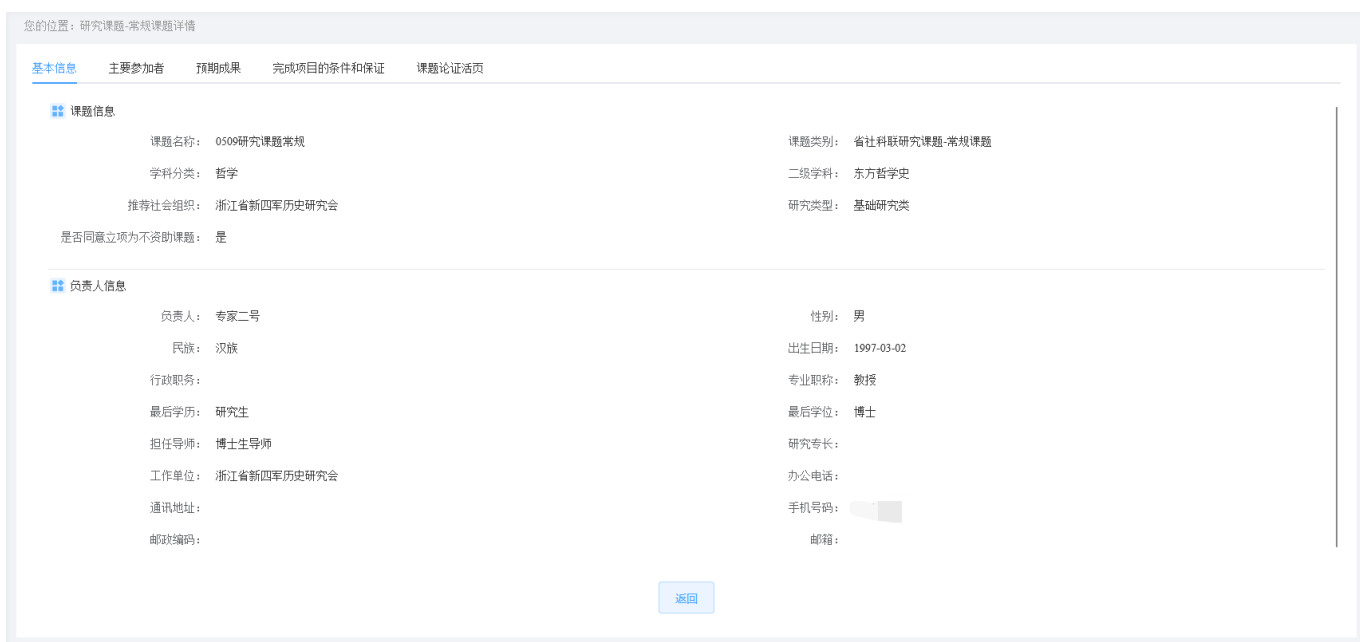 您的位置：研究课题-常规课题详情
基本信息 主要参加者 预期成果 完成项目的条件和保证 课题论证活页
课题信息
课题名称： 0509研究课题常规 课题类别： 省社科联研究课题-常规课题
学科分类： 哲学 二级学科： 东方哲学史
推荐社会组织： 浙江省新四军历史研究会 研究类型： 基础研究类
是否同意立项为不资助课题： 是
负责人信息
负责人： 专家二号 性别： 男
民族： 汉族 出生日期： 1997-03-02
行政职务： 专业职称： 教授
最后学历： 研究生 最后学位： 博士
担任导师： 博士生导师 研究专长：
工作单位： 浙江省新四军历史研究会 办公电话：
通讯地址： 手机号码：
邮政编码： 邮箱：
返回